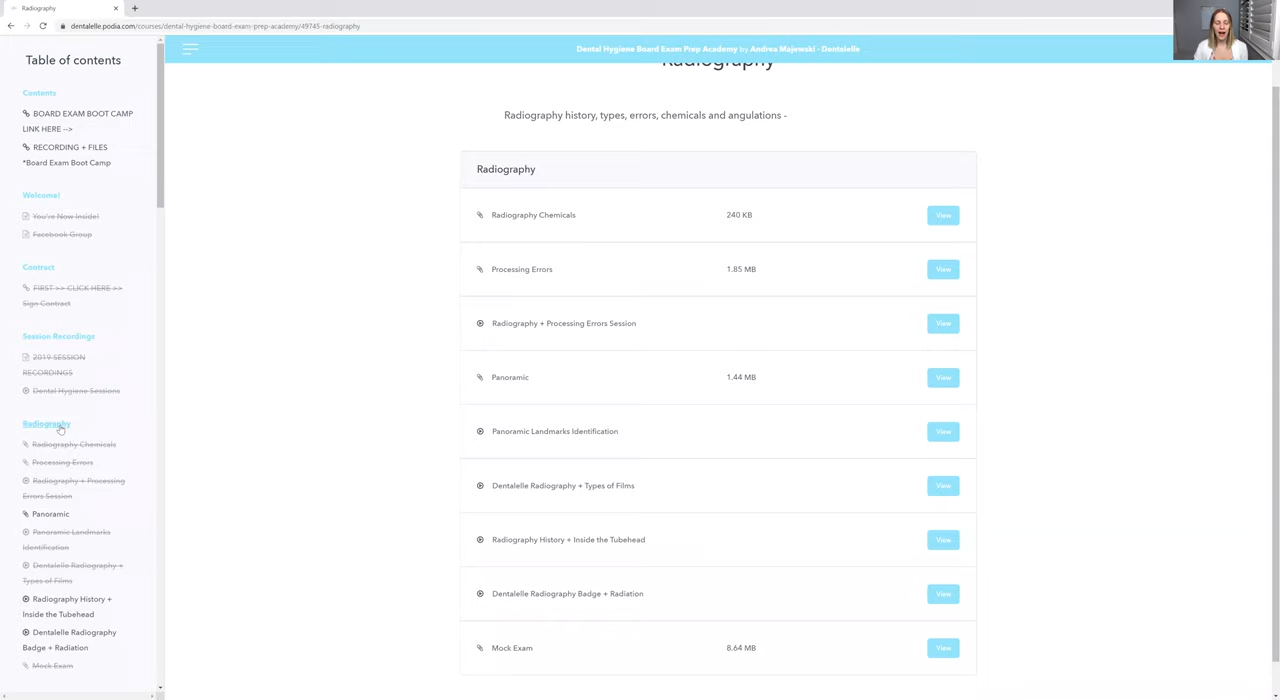 Radiography
dentalelle.podia.com/courses/dental-hygiene-board-exam-prep-academy/49745-radiography
Dental Hygiene Board Exam Prep Academy by Andrea Majewski - Dentalelle
Table of contents
Contents
BOARD EXAM BOOT CAMP
LINK HERE -->
RECORDING + FILES
*Board Exam Boot Camp
Welcome!
You're Now Inside!
Facebook Group
Contract
FIRST >> CLICK HERE >>
Sign Contract
Session Recordings
2019 SESSION
RECORDINGS
Dental Hygiene Sessions
Radiography
Radiography Chemicals
Processing Errors
Radiography + Processing
Errors Session
Panoramic
Panoramic Landmarks
Identification
Dentalelle Radiography +
Types of Films
Radiography History +
Inside the Tubehead
Dentalelle Radiography
Badge + Radiation
Mock Exam
Radiography
Radiography history, types, errors, chemicals and angulations -
Radiography
Radiography Chemicals 240 KB View
Processing Errors 1.85 MB View
Radiography + Processing Errors Session View
Panoramic 1.44 MB View
Panoramic Landmarks Identification View
Dentalelle Radiography + Types of Films View
Radiography History + Inside the Tubehead View
Dentalelle Radiography Badge + Radiation View
Mock Exam 8.64 MB View